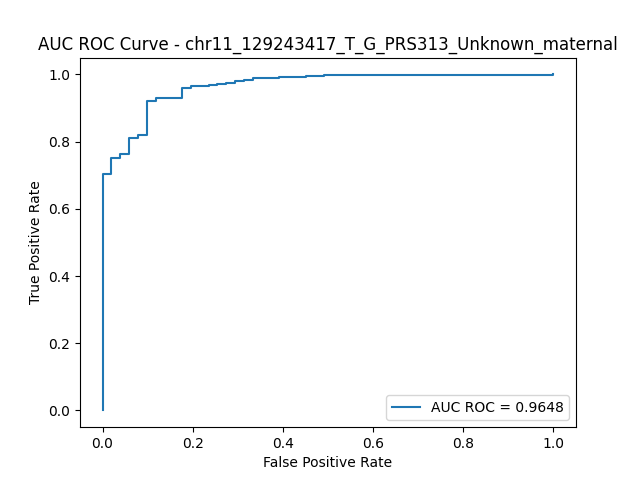 AUC ROC Curve - chr11_129243417_T_G_PRS313_Unknown_maternal
1.0
0.8
0.6
0.4
0.2
0.0
True Positive Rate
AUC ROC = 0.9648
0.0 0.2 0.4 0.6 0.8 1.0
False Positive Rate